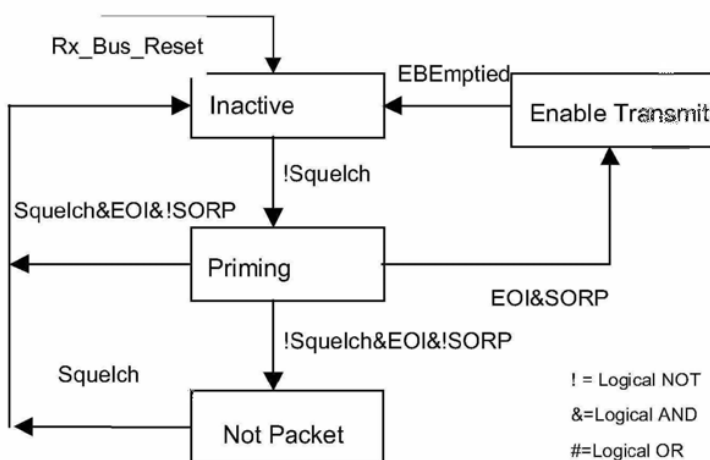 Rx_Bus_Reset
EBEmptied
Inactive
Enable Transmit
!Squelch
Squelch&EOI&!SORP
Priming
EOI&SORP
!Squelch&EOI&!SORP
Squelch
! = Logical NOT
&=Logical AND
Not Packet
#=Logical OR